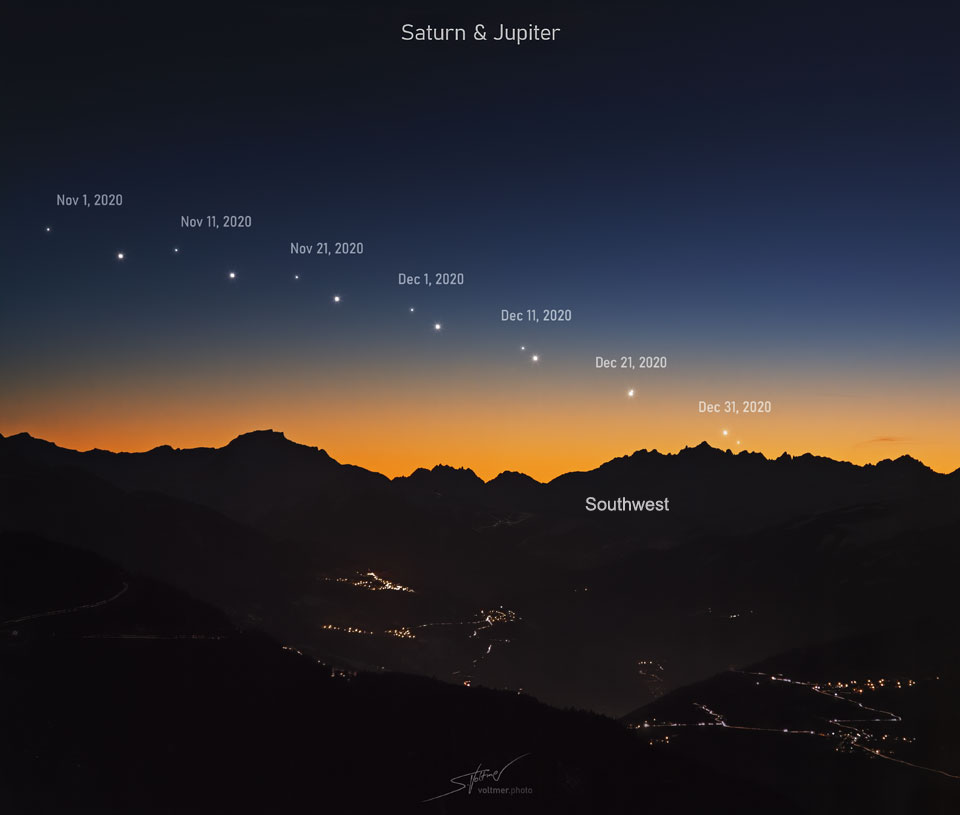 Saturn & Jupiter
Nov 1, 2020
Nov 11, 2020
Nov 21, 2020
Dec 1, 2020
Dec 11, 2020
Dec 21, 2020
Dec 31, 2020
Southwest
voltmer.photo